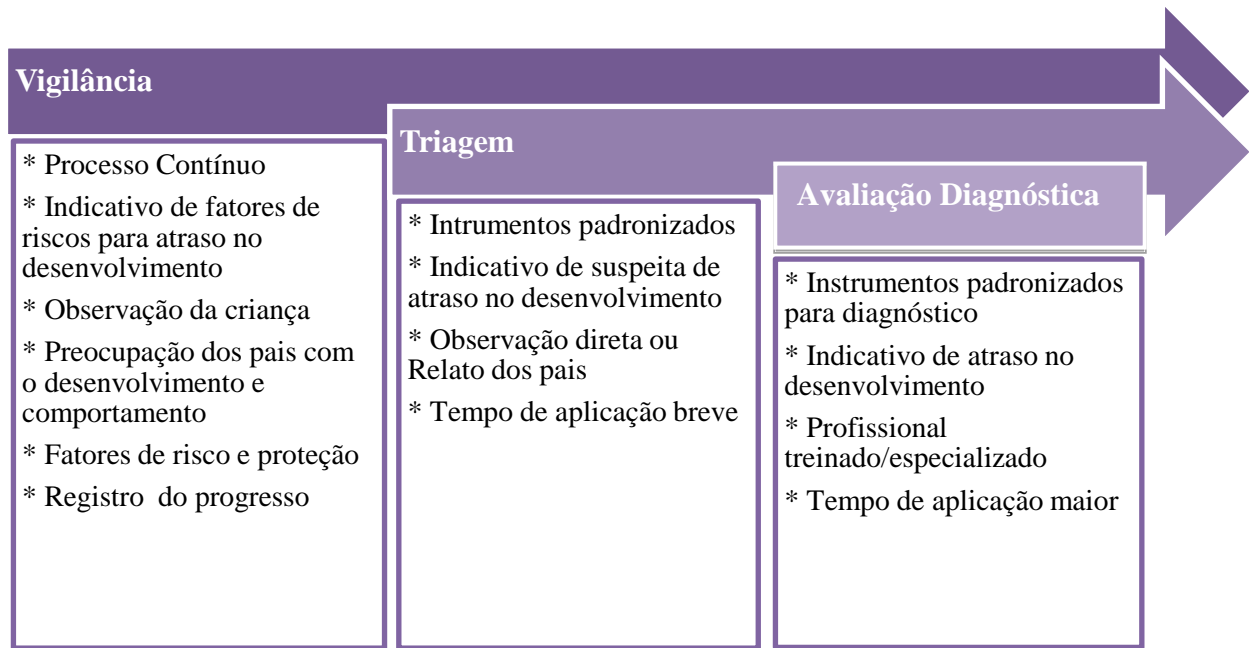 Vigilância
* Processo Contínuo
* Indicativo de fatores de
riscos para atraso no
desenvolvimento
* Observação da criança
* Preocupação dos pais com
o desenvolvimento e
comportamento
* Fatores de risco e proteção
* Registro do progresso
Triagem
* Intrumentos padronizados
* Indicativo de suspeita de
atraso no desenvolvimento
* Observação direta ou
Relato dos pais
* Tempo de aplicação breve
Avaliação Diagnóstica
* Instrumentos padronizados
para diagnóstico
* Indicativo de atraso no
desenvolvimento
* Profissional
treinado/especializado
* Tempo de aplicação maior